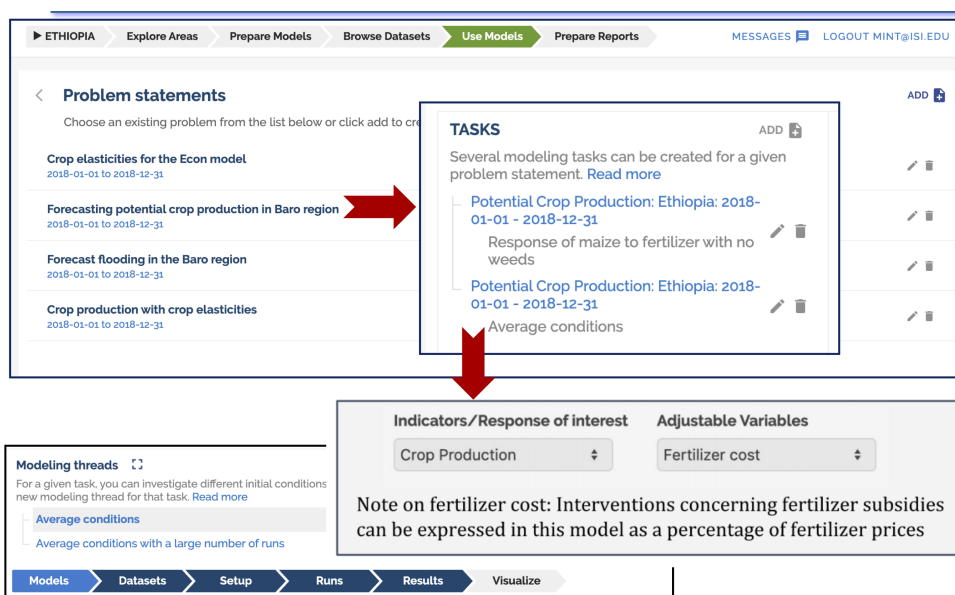 ▶ ETHIOPIA Explore Areas Prepare Models Browse Datasets Use Models Prepare Reports MESSAGES LOGOUT MINT@ISI.EDU
Problem statements ADD
Choose an existing problem from the list below or click add to cre
Crop elasticities for the Econ model
2018-01-01 to 2018-12-31
Forecasting potential crop production in Baro region
2018-01-01 to 2018-12-31
Forecast flooding in the Baro region
2018-01-01 to 2018-12-31
Crop production with crop elasticities
2018-01-01 to 2018-12-31
TASKS ADD
Several modeling tasks can be created for a given
problem statement. Read more
Potential Crop Production: Ethiopia: 2018-
01-01 - 2018-12-31
Response of maize to fertilizer with no
weeds
Potential Crop Production: Ethiopia: 2018-
01-01 - 2018-12-31
Average conditions
Indicators/Response of interest Adjustable Variables
Crop Production Fertilizer cost
Note on fertilizer cost: Interventions concerning fertilizer subsidies
can be expressed in this model as a percentage of fertilizer prices
Modeling threads
For a given task, you can investigate different initial conditions
new modeling thread for that task. Read more
Average conditions
Average conditions with a large number of runs
Models Datasets Setup Runs Results Visualize